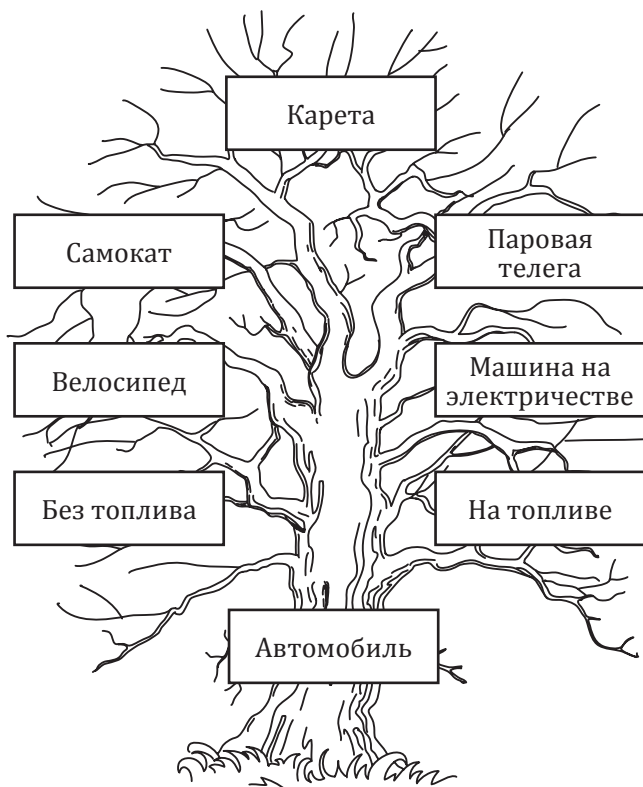 Карета
Самокат
Паровая
телега
Велосипед
Машина на
электричестве
Без топлива
На топливе
Автомобиль